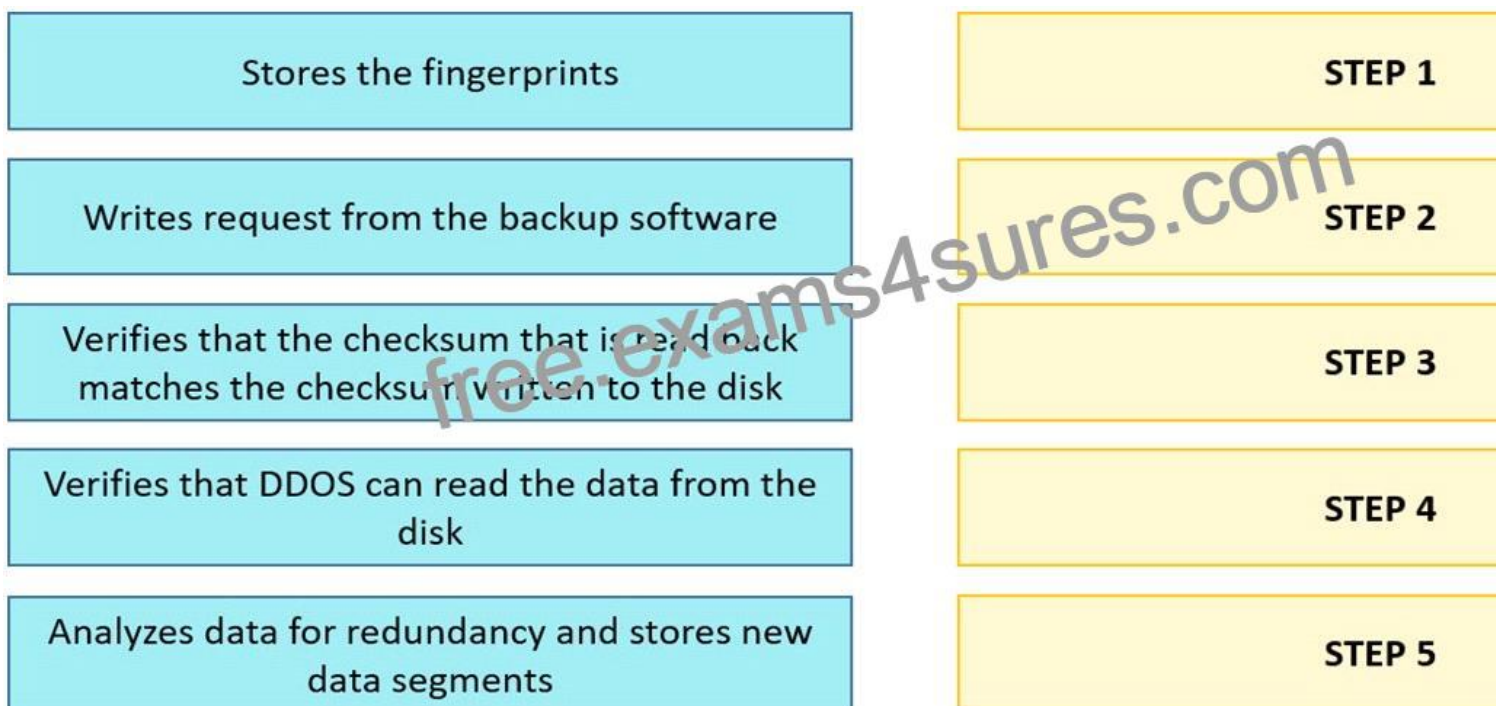 Stores the fingerprints
STEP 1
Writes request from the backup software
STEP 2
Verifies that the checksum that is read back
matches the checksum written to the disk
STEP 3
Verifies that DDOS can read the data from the
disk
STEP 4
Analyzes data for redundancy and stores new
data segments
STEP 5
free.exams4sures.com